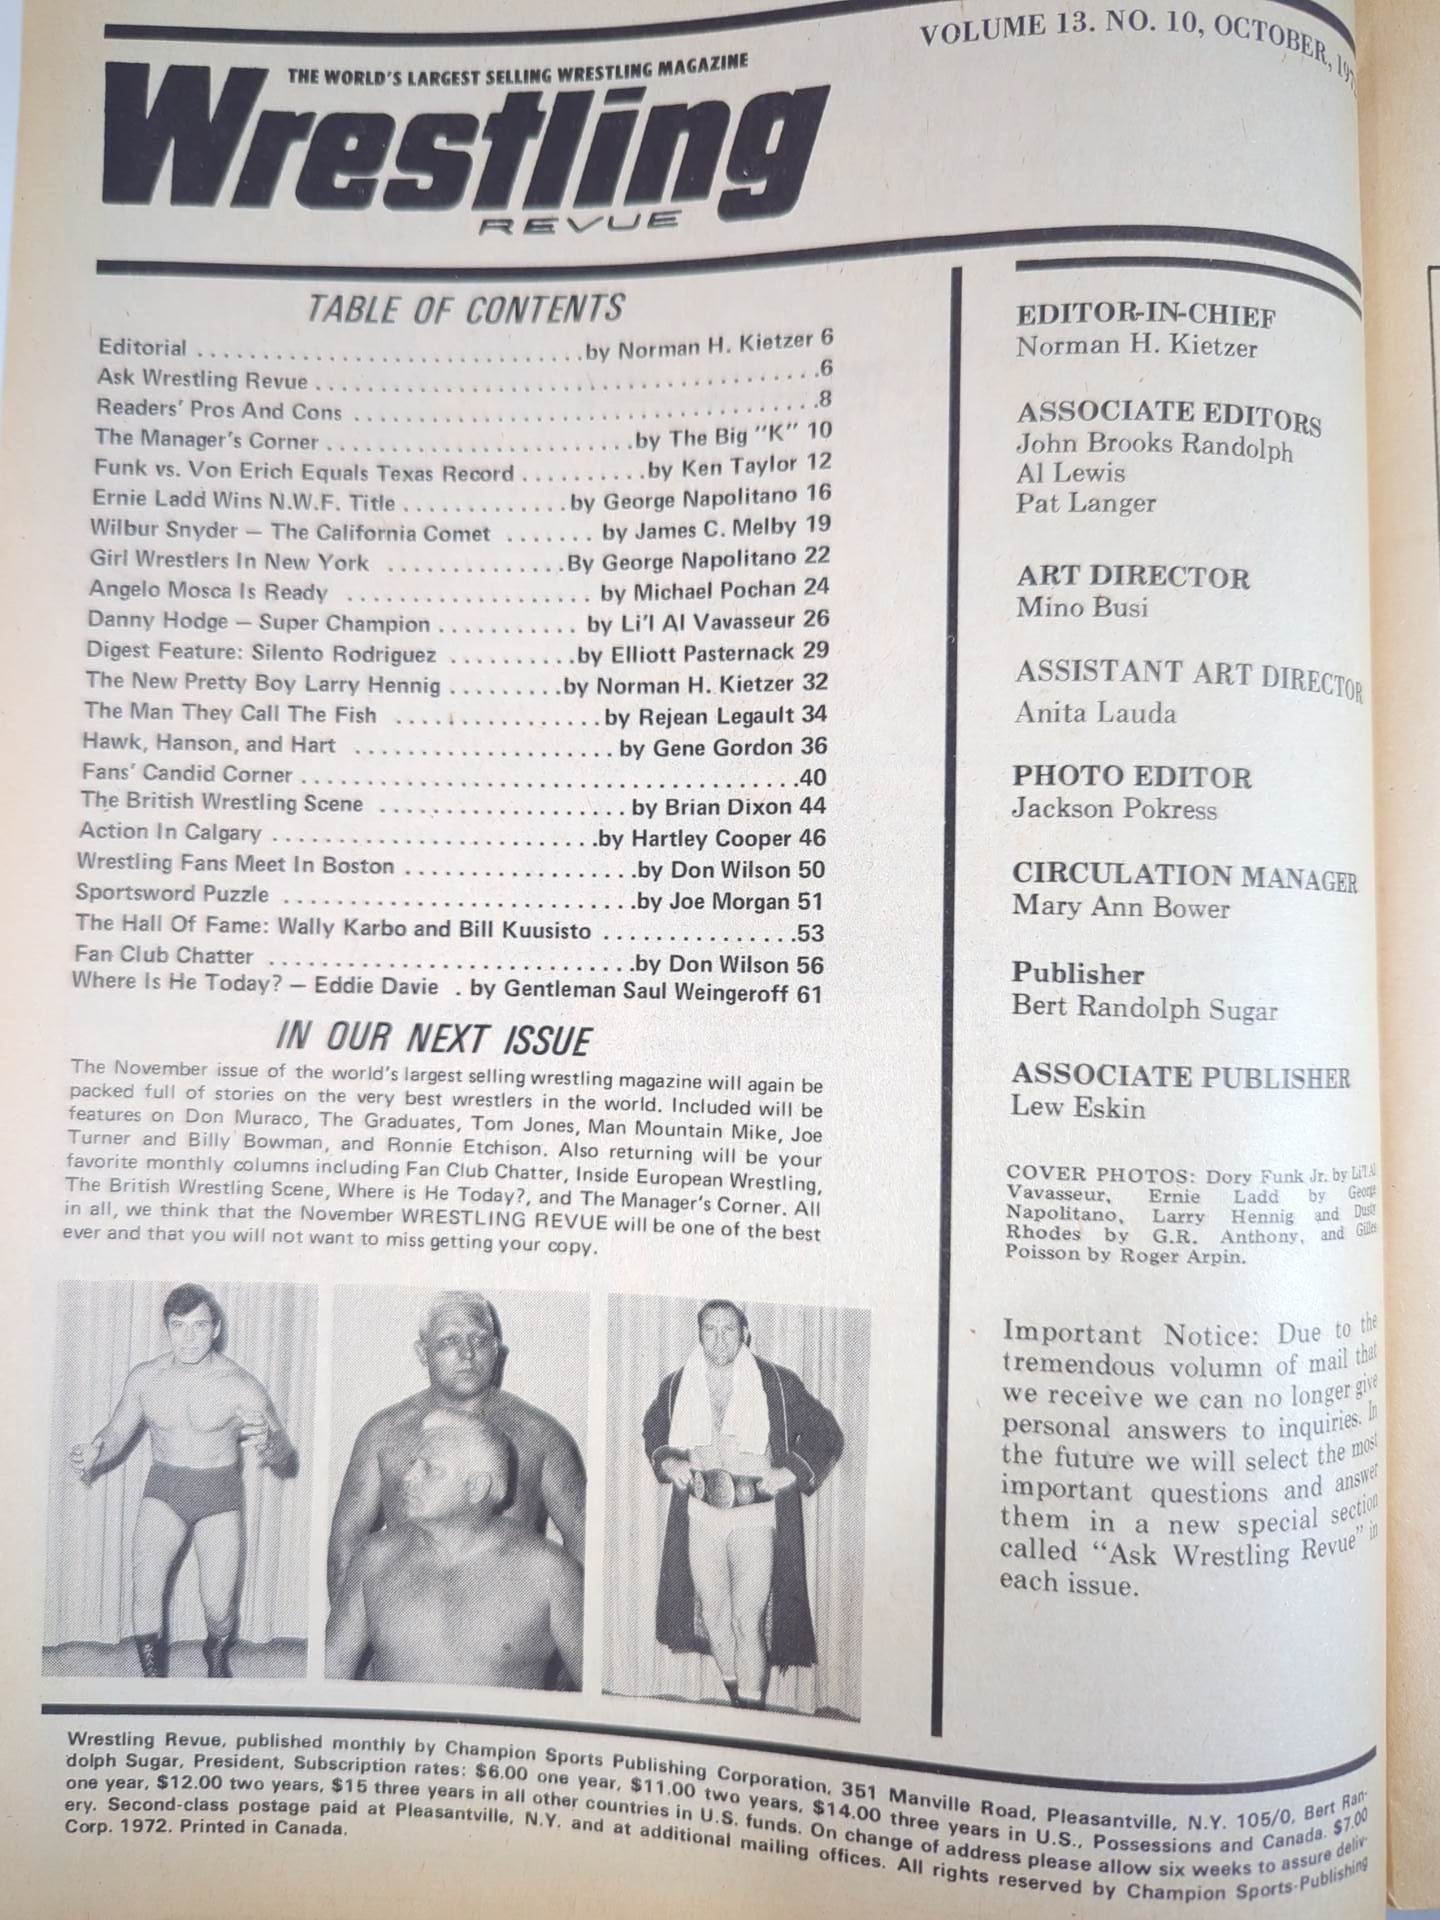 VOLUME 13. NO. 10, OCTOBER,
THE WORLD'S LARGEST SELLING WRESTLING MAGAZINE
Wrestling
REVUE
TABLE OF CONTENTS
Editorial ............................by Norman H. Kietzer 6
Ask Wrestling Revue .....................................6
Readers' Pros And Cons ..................................8
The Manager's Corner ......................by The Big "K" 10
Funk vs. Von Erich Equals Texas Record ..........by Ken Taylor 12
Ernie Ladd Wins N.W.F. Title .............by George Napolitano 16
Wilbur Snyder — The California Comet ....... by James C. Melby 19
Girl Wrestlers In New York ..............By George Napolitano 22
Angelo Mosca Is Ready .................... by Michael Pochan 24
Danny Hodge — Super Champion ........... by Li'l Al Vavasseur 26
Digest Feature: Silento Rodriguez ..........by Elliott Pasternack 29
The New Pretty Boy Larry Hennig .........by Norman H. Kietzer 32
The Man They Call The Fish .................by Rejean Legault 34
Hawk, Hanson, and Hart .....................by Gene Gordon 36
Fans' Candid Corner .....................................40
The British Wrestling Scene ....................by Brian Dixon 44
Action In Calgary ..........................by Hartley Cooper 46
Wrestling Fans Meet In Boston ...................by Don Wilson 50
Sportsword Puzzle ............................by Joe Morgan 51
The Hall Of Fame: Wally Karbo and Bill Kuusisto ...............53
Fan Club Chatter .............................by Don Wilson 56
Where Is He Today? — Eddie Davie . by Gentleman Saul Weingeroff 61
IN OUR NEXT ISSUE
The November issue of the world's largest selling wrestling magazine will again be
packed full of stories on the very best wrestlers in the world. Included will be
features on Don Muraco, The Graduates, Tom Jones, Man Mountain Mike, Joe
Turner and Billy Bowman, and Ronnie Etchison. Also returning will be your
favorite monthly columns including Fan Club Chatter, Inside European Wrestling,
The British Wrestling Scene, Where is He Today?, and The Manager's Corner. All
in all, we think that the November WRESTLING REVUE will be one of the best
ever and that you will not want to miss getting your copy.
EDITOR-IN-CHIEF
Norman H. Kietzer
ASSOCIATE EDITORS
John Brooks Randolph
Al Lewis
Pat Langer
ART DIRECTOR
Mino Busi
ASSISTANT ART DIRECTOR
Anita Lauda
PHOTO EDITOR
Jackson Pokress
CIRCULATION MANAGER
Mary Ann Bower
Publisher
Bert Randolph Sugar
ASSOCIATE PUBLISHER
Lew Eskin
COVER PHOTOS: Dory Funk Jr. by Li'l Al
Vavasseur, Ernie Ladd by George
Napolitano, Larry Hennig and Dusty
Rhodes by G.R. Anthony, and Gilles
Poisson by Roger Arpin.
Important Notice: Due to the
tremendous volumn of mail that
we receive we can no longer give
personal answers to inquiries. In
the future we will select the most
important questions and answer
them in a new special section
called "Ask Wrestling Revue" in
each issue.
Wrestling Revue, published monthly by Champion Sports Publishing Corporation, 351 Manville Road, Pleasantville, N.Y. 105/0, Bert Ran-
dolph Sugar, President, Subscription rates: $6.00 one year, $11.00 two years, $14.00 three years in U.S., Possessions and Canada. $7.00
one year, $12.00 two years, $15 three years in all other countries in U.S. funds. On change of address please allow six weeks to assure deliv-
ery. Second-class postage paid at Pleasantville, N.Y. and at additional mailing offices. All rights reserved by Champion Sports-Publishing
Corp. 1972. Printed in Canada.